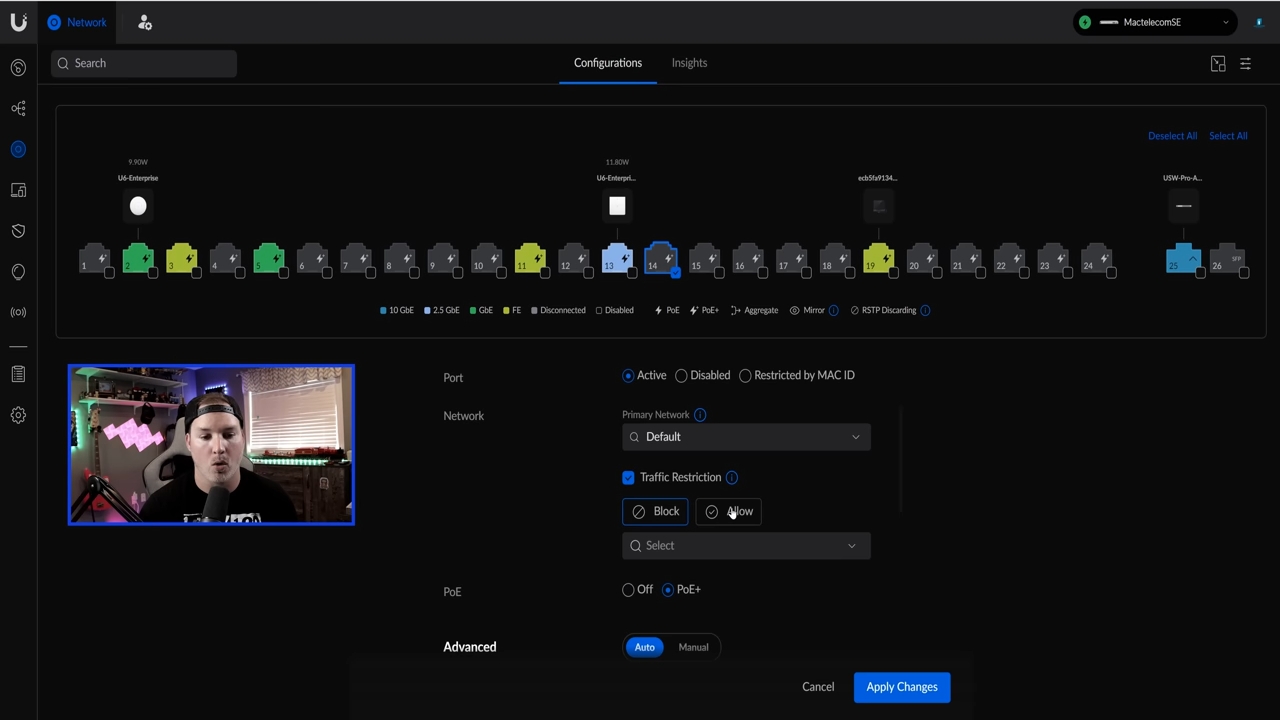 Network
MactelecomSE
Search
Configurations
Insights
Deselect All
Select All
9.90W
U6-Enterprise
11.80W
U6-Enterpri...
ecb5fa9134...
USW-Pro-A...
1 2 3 4 5 6 7 8 9 10 11 12 13 14 15 16 17 18 19 20 21 22 23 24 25 26 SFP
10 GbE 2.5 GbE GbE FE Disconnected Disabled PoE PoE+ Aggregate Mirror RSTP Discarding
Port
Active Disabled Restricted by MAC ID
Network
Primary Network
Default
Traffic Restriction
Block
Allow
Select
PoE
Off PoE+
Advanced
Auto
Manual
Cancel
Apply Changes